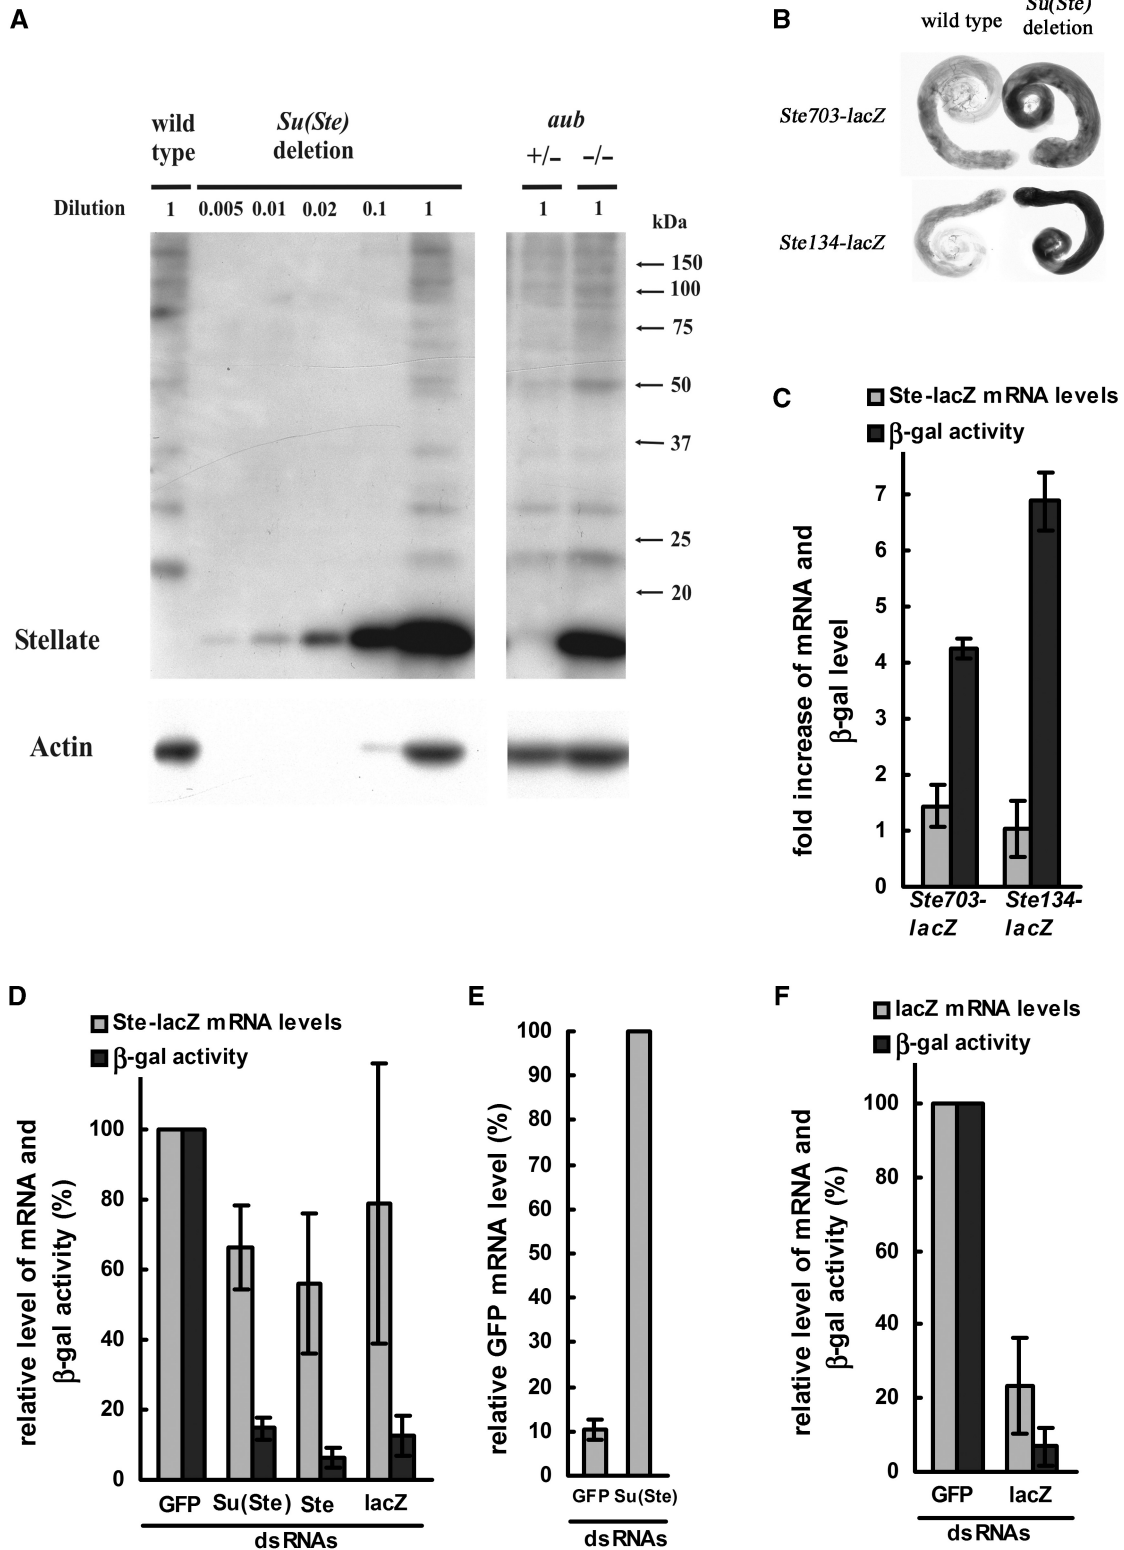 A
wild type
Su(Ste) deletion
aub
+/– –/–
Dilution 1 0.005 0.01 0.02 0.1 1 1 1
kDa
150
100
75
50
37
25
20
Stellate
Actin
B
wild type
Su(Ste) deletion
Ste703-lacZ
Ste134-lacZ
C
Ste-lacZ mRNA levels
β-gal activity
fold increase of mRNA and
β-gal level
7
6
5
4
3
2
1
0
Ste703-lacZ
Ste134-lacZ
D
Ste-lacZ mRNA levels
β-gal activity
relative level of mRNA and
β-gal activity (%)
100
80
60
40
20
0
GFP Su(Ste) Ste lacZ
dsRNAs
E
relative GFP mRNA level (%)
100
90
80
70
60
50
40
30
20
10
0
GFP Su(Ste)
dsRNAs
F
lacZ mRNA levels
β-gal activity
relative level of mRNA and
β-gal activity (%)
100
80
60
40
20
0
GFP lacZ
dsRNAs